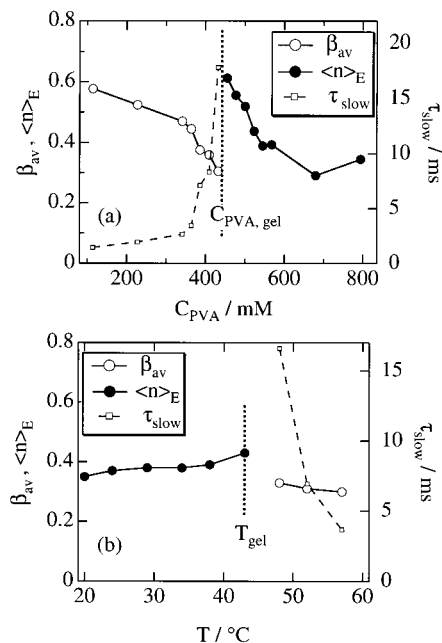 β_av
<n>_E
τ_slow
β_av , <n>_E
0.8
0.6
0.4
0.2
0
20
15
10
5
0
τ_slow / ms
(a)
C_PVA, gel
200 400 600 800
C_PVA / mM
β_av
<n>_E
τ_slow
β_av , <n>_E
0.8
0.6
0.4
0.2
0
15
10
5
0
τ_slow / ms
(b)
T_gel
20 30 40 50 60
T / °C